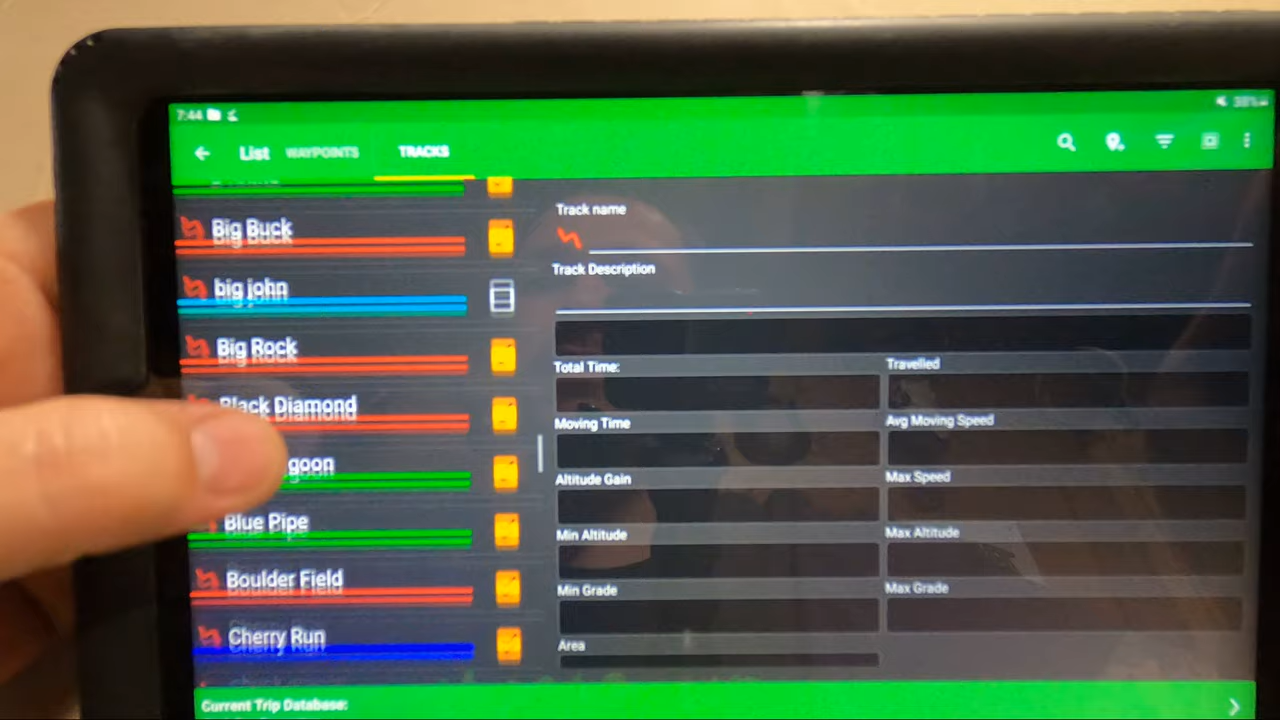 7:44
38%
List WAYPOINTS TRACKS
Big Buck
big john
Big Rock
Black Diamond
goon
Blue Pipe
Boulder Field
Cherry Run
Track name
Track Description
Total Time:
Travelled
Moving Time
Avg Moving Speed
Altitude Gain
Max Speed
Min Altitude
Max Altitude
Min Grade
Max Grade
Area
Current Trip Database: